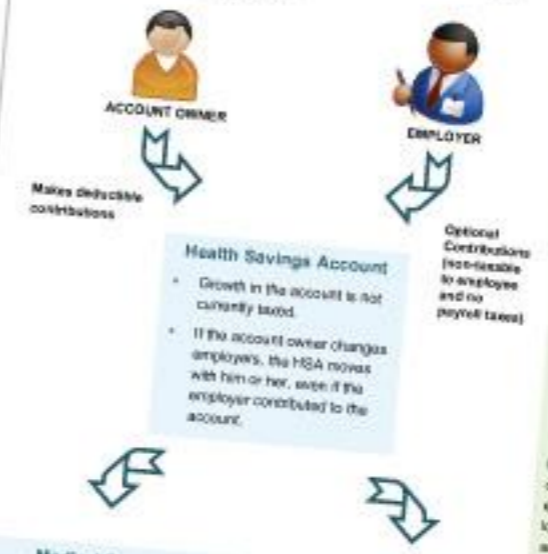 ACCOUNT OWNER
EMPLOYER
Makes deductible
contributions
Optional
Contributions
(non-taxable
to employee
and no
payroll taxes)
Health Savings Account
• Growth in the account is not
currently taxed.
• If the account owner changes
employers, the HSA moves
with him or her, even if the
employer contributed to the
account.